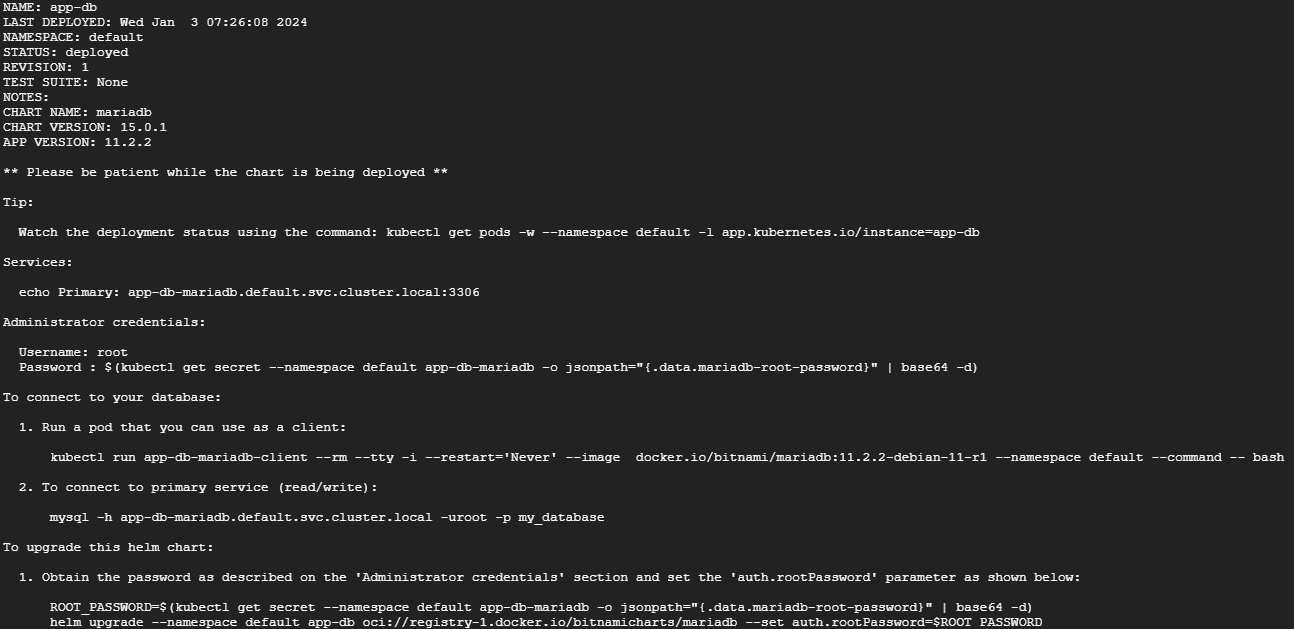 NAME: app-db
LAST DEPLOYED: Wed Jan  3 07:26:08 2024
NAMESPACE: default
STATUS: deployed
REVISION: 1
TEST SUITE: None
NOTES:
CHART NAME: mariadb
CHART VERSION: 15.0.1
APP VERSION: 11.2.2
** Please be patient while the chart is being deployed **
Tip:
  Watch the deployment status using the command: kubectl get pods -w --namespace default -l app.kubernetes.io/instance=app-db
Services:
  echo Primary: app-db-mariadb.default.svc.cluster.local:3306
Administrator credentials:
  Username: root
  Password : $(kubectl get secret --namespace default app-db-mariadb -o jsonpath="{.data.mariadb-root-password}" | base64 -d)
To connect to your database:
  1. Run a pod that you can use as a client:
      kubectl run app-db-mariadb-client --rm --tty -i --restart='Never' --image  docker.io/bitnami/mariadb:11.2.2-debian-11-r1 --namespace default --command -- bash
  2. To connect to primary service (read/write):
      mysql -h app-db-mariadb.default.svc.cluster.local -uroot -p my_database
To upgrade this helm chart:
  1. Obtain the password as described on the 'Administrator credentials' section and set the 'auth.rootPassword' parameter as shown below:
      ROOT_PASSWORD=$(kubectl get secret --namespace default app-db-mariadb -o jsonpath="{.data.mariadb-root-password}" | base64 -d)
      helm upgrade --namespace default app-db oci://registry-1.docker.io/bitnamicharts/mariadb --set auth.rootPassword=$ROOT_PASSWORD